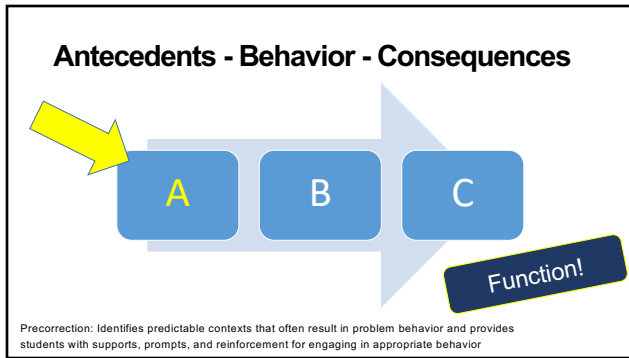 Antecedents - Behavior - Consequences
A
B
C
Function!
Precorrection: Identifies predictable contexts that often result in problem behavior and provides
students with supports, prompts, and reinforcement for engaging in appropriate behavior